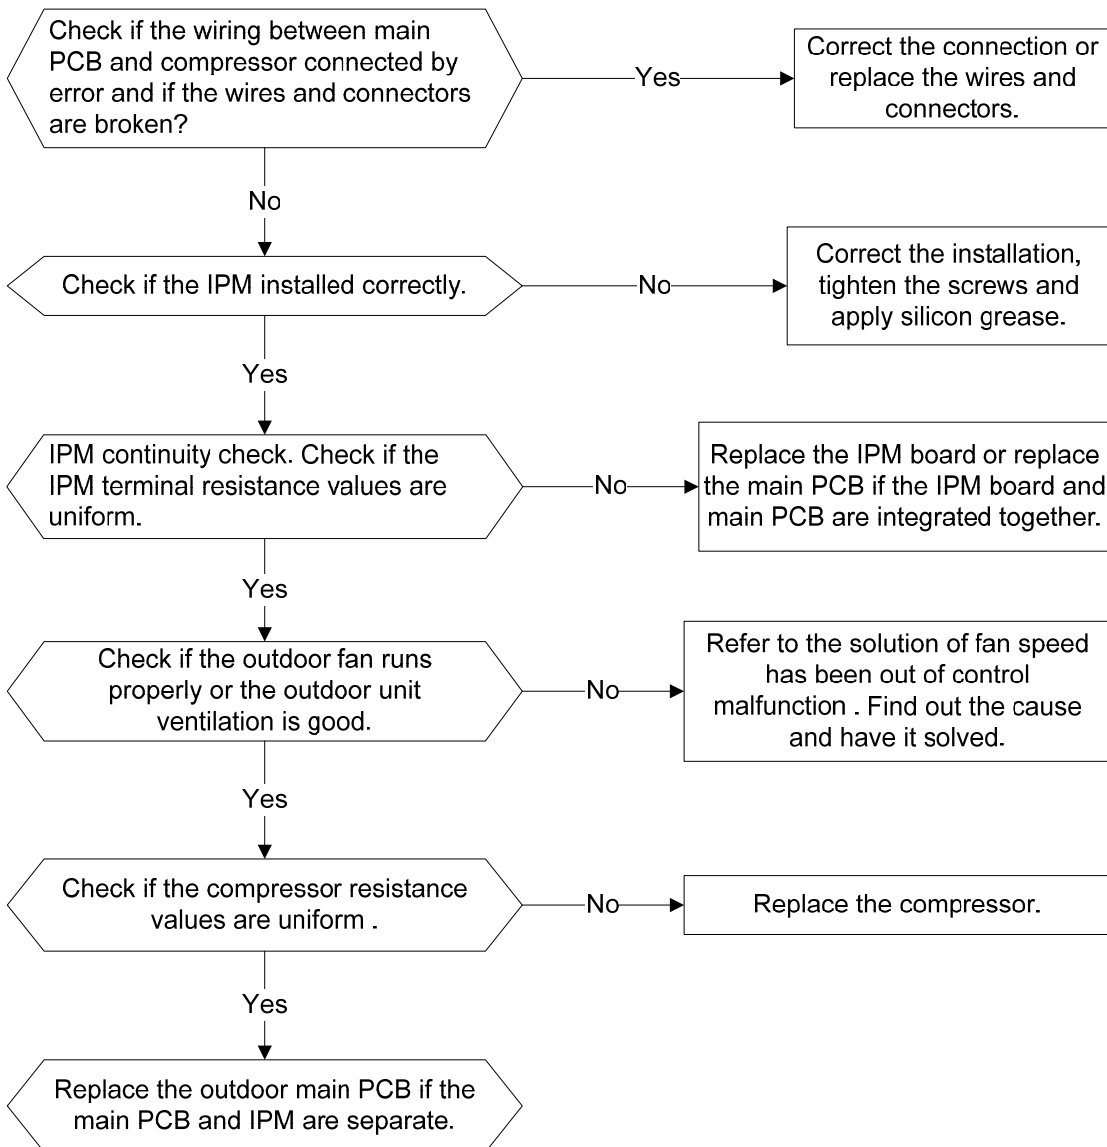 Check if the wiring between main
PCB and compressor connected by
error and if the wires and connectors
are broken?
Yes
Correct the connection or
replace the wires and
connectors.
No
Check if the IPM installed correctly.
No
Correct the installation,
tighten the screws and
apply silicon grease.
Yes
IPM continuity check. Check if the
IPM terminal resistance values are
uniform.
No
Replace the IPM board or replace
the main PCB if the IPM board and
main PCB are integrated together.
Yes
Check if the outdoor fan runs
properly or the outdoor unit
ventilation is good.
No
Refer to the solution of fan speed
has been out of control
malfunction . Find out the cause
and have it solved.
Yes
Check if the compressor resistance
values are uniform .
No
Replace the compressor.
Yes
Replace the outdoor main PCB if the
main PCB and IPM are separate.